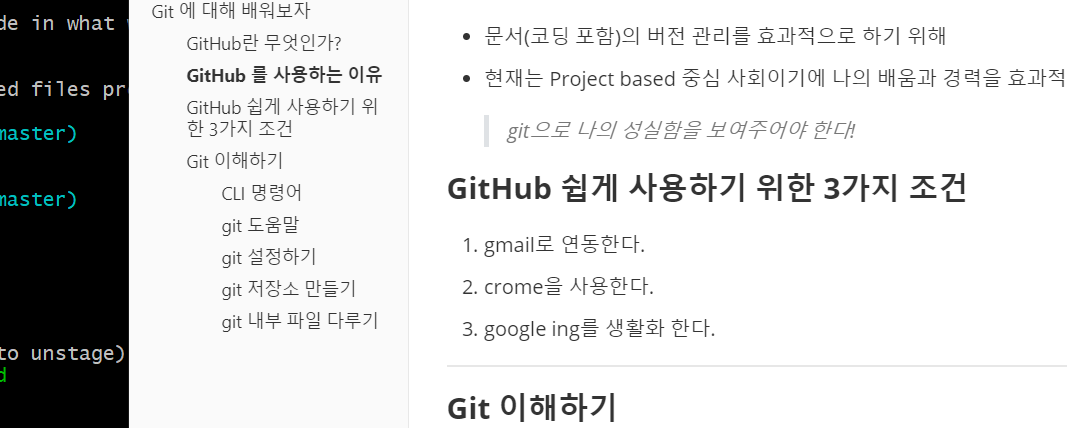 de in what
ed files pr
master)
master)
to unstage)
d
Git 에 대해 배워보자
GitHub란 무엇인가?
GitHub 를 사용하는 이유
GitHub 쉽게 사용하기 위
한 3가지 조건
Git 이해하기
CLI 명령어
git 도움말
git 설정하기
git 저장소 만들기
git 내부 파일 다루기
• 문서(코딩 포함)의 버전 관리를 효과적으로 하기 위해
• 현재는 Project based 중심 사회이기에 나의 배움과 경력을 효과적
git으로 나의 성실함을 보여주어야 한다!
GitHub 쉽게 사용하기 위한 3가지 조건
1. gmail로 연동한다.
2. crome을 사용한다.
3. google ing를 생활화 한다.
Git 이해하기